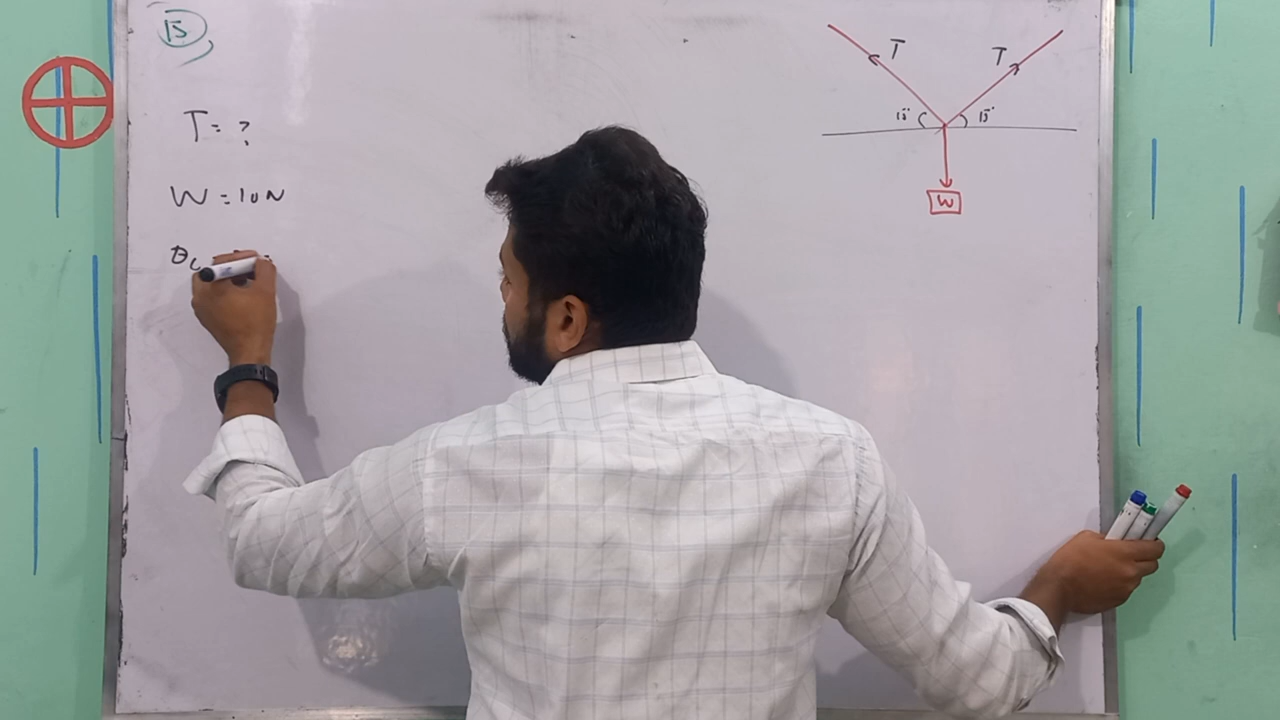 15
T = ?
W = 10N
θ
T
T
15°
15°
W